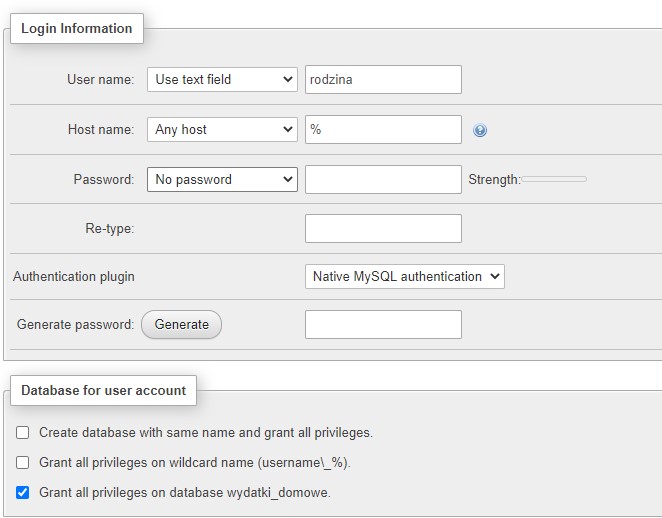 Login Information
User name: Use text field rodzina
Host name: Any host %
Password: No password Strength:
Re-type:
Authentication plugin Native MySQL authentication
Generate password: Generate
Database for user account
Create database with same name and grant all privileges.
Grant all privileges on wildcard name (username\_%).
Grant all privileges on database wydatki_domowe.